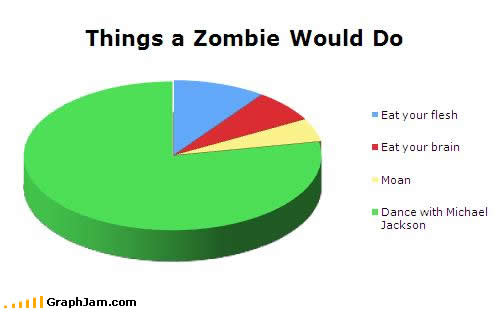 Things a Zombie Would Do
Eat your flesh
Eat your brain
Moan
Dance with Michael
Jackson
GraphJam.com